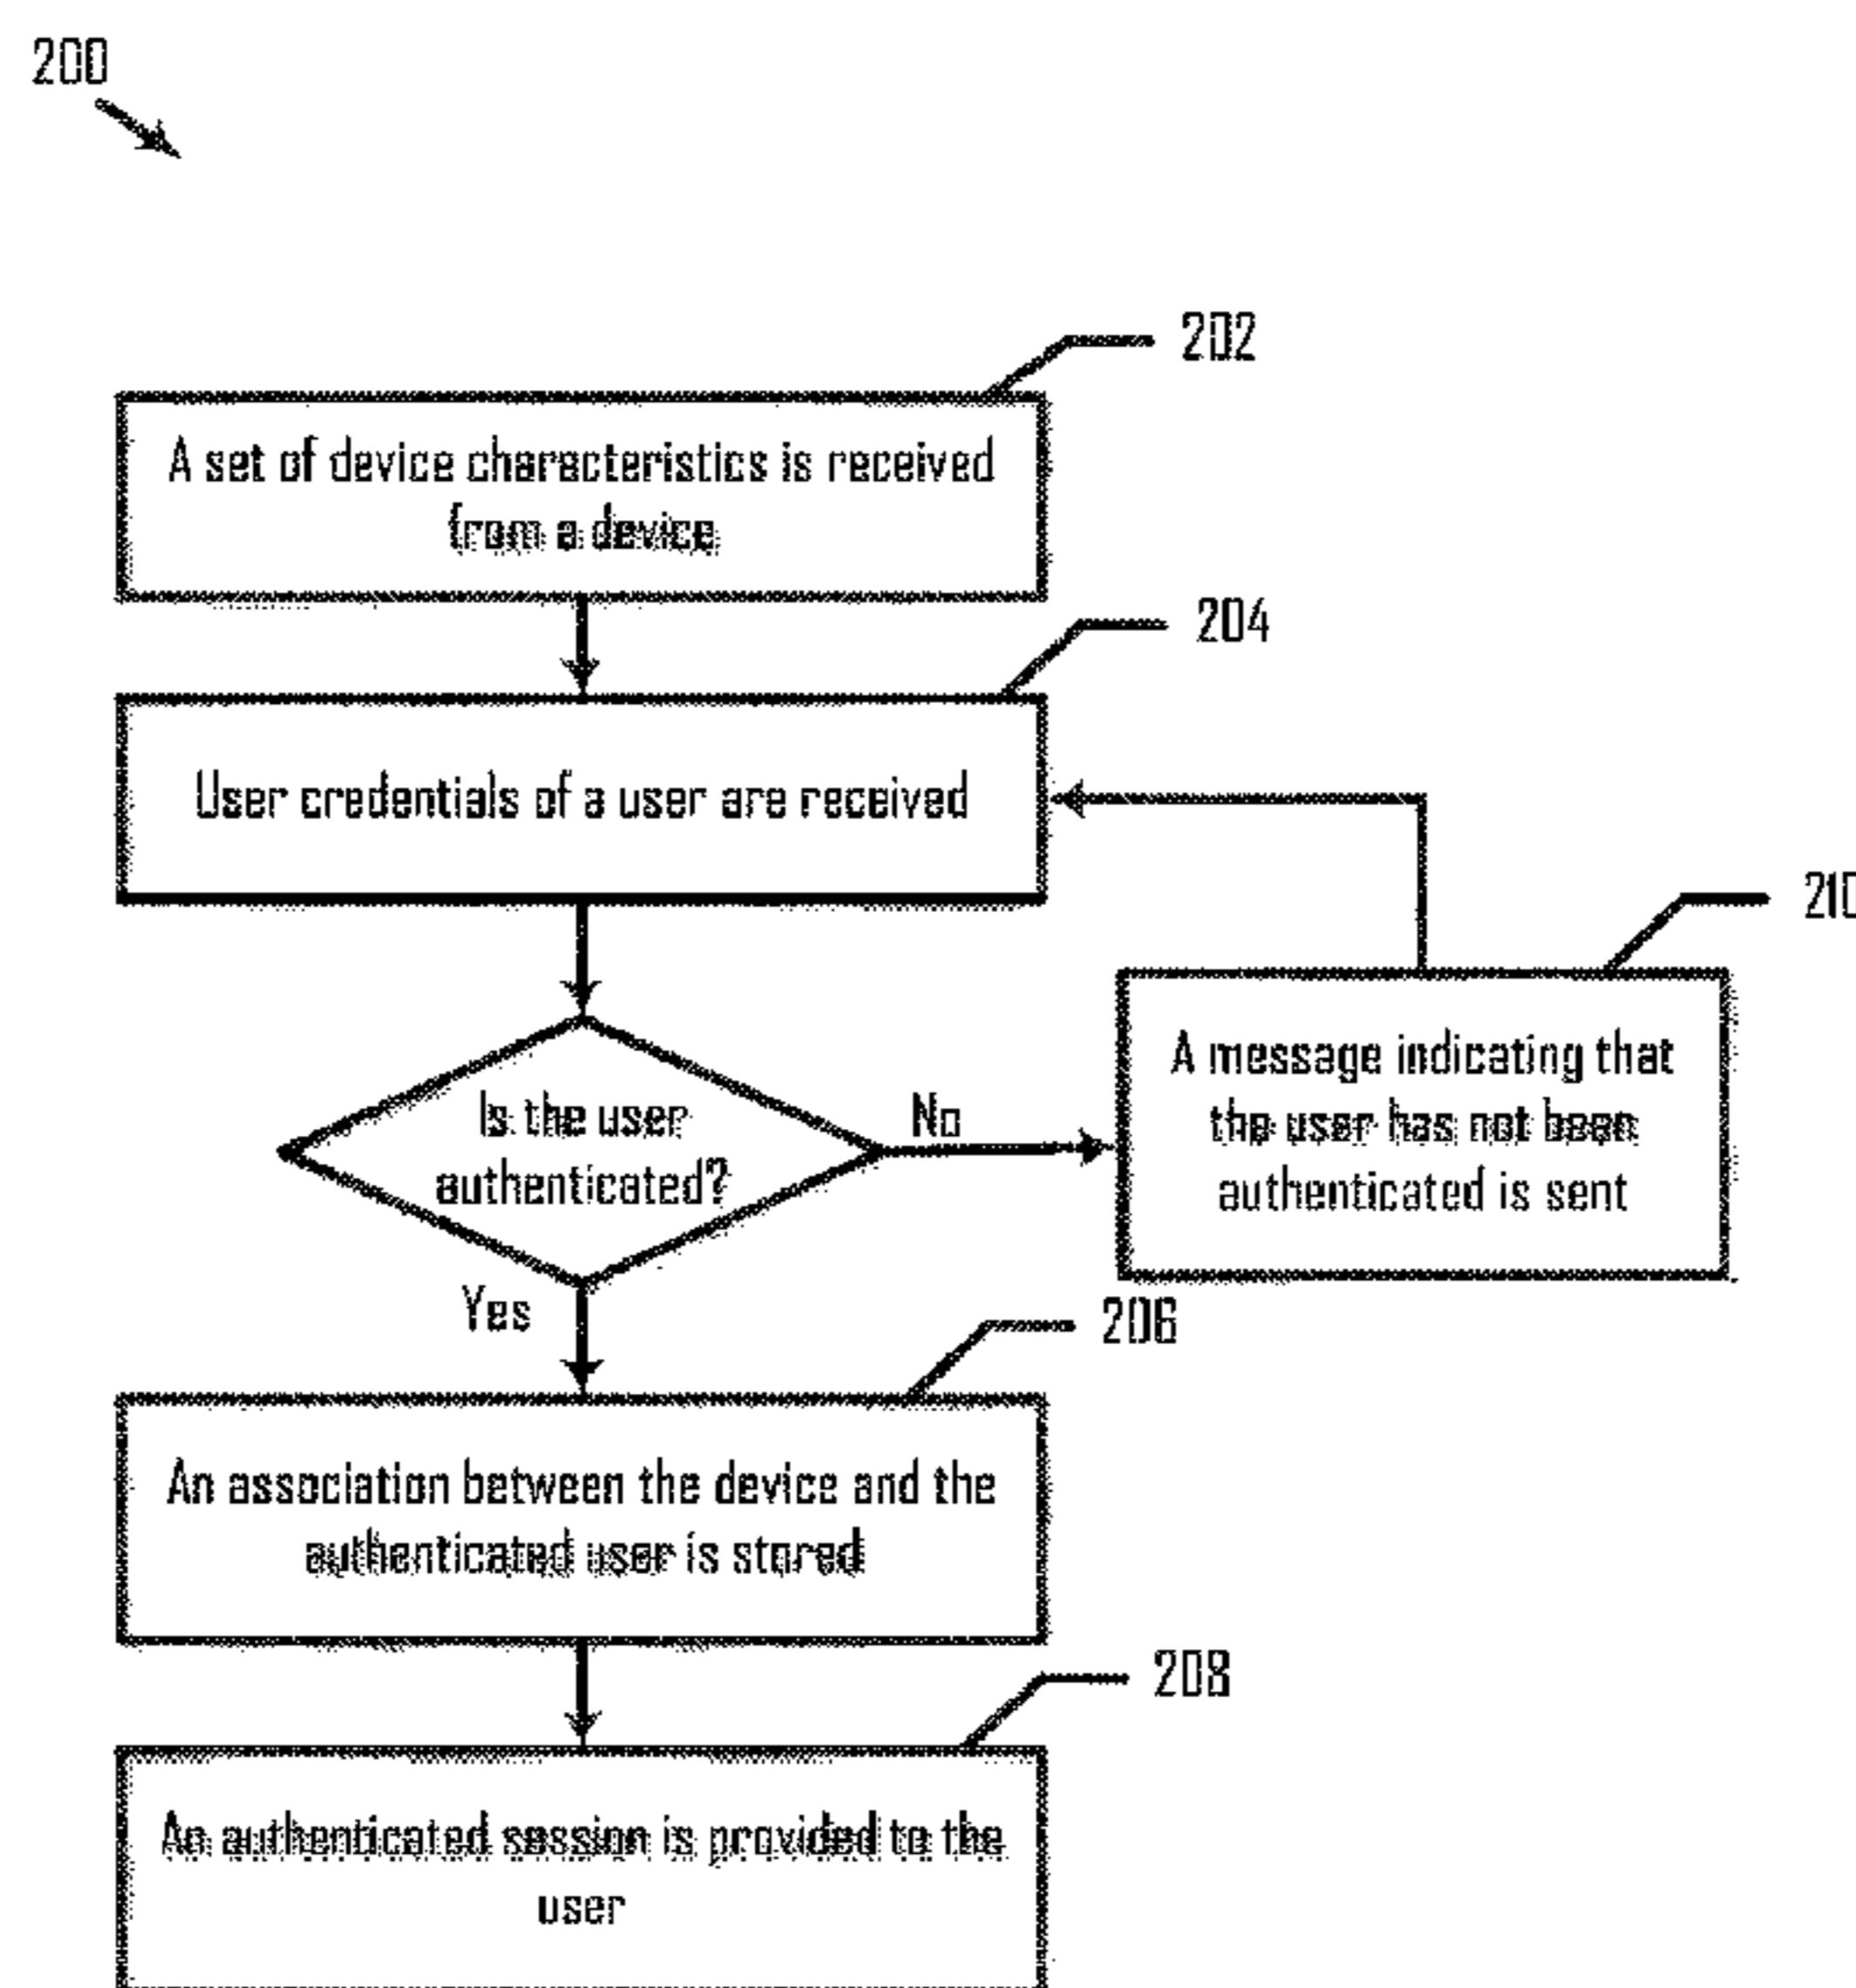 200
202
A set of device characteristics is received
from a device
204
User credentials of a user are received
210
A message indicating that
the user has not been
authenticated is sent
Is the user
authenticated?
No
Yes
206
An association between the device and the
authenticated user is stored
208
An authenticated session is provided to the
user